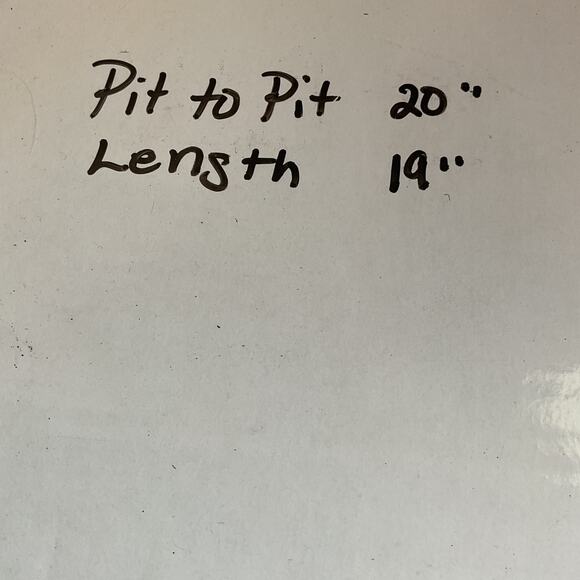 Pit to Pit 20"
Length 19"